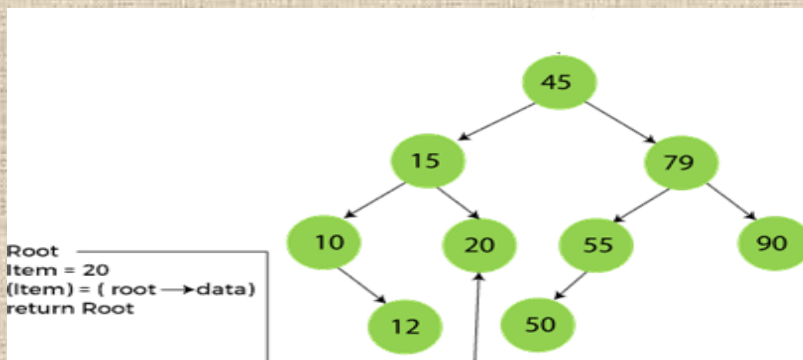 45
15
79
10
20
55
90
Root
Item = 20
(Item) = ( root → data)
return Root
12
50